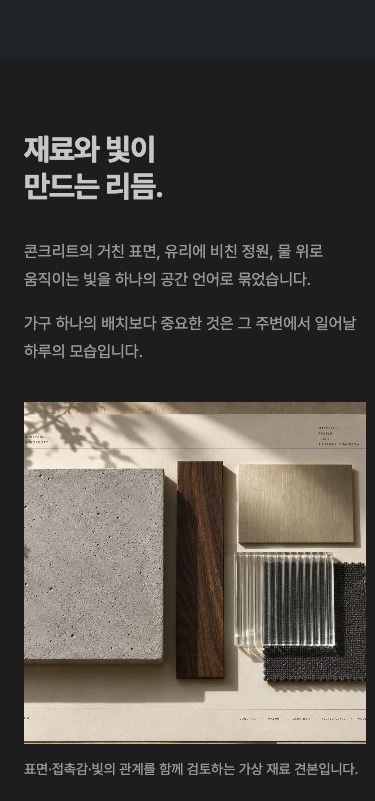 재료와 빛이
만드는 리듬.
콘크리트의 거친 표면, 유리에 비친 정원, 물 위로
움직이는 빛을 하나의 공간 언어로 묶었습니다.
가구 하나의 배치보다 중요한 것은 그 주변에서 일어날
하루의 모습입니다.
표면·접촉감·빛의 관계를 함께 검토하는 가상 재료 견본입니다.